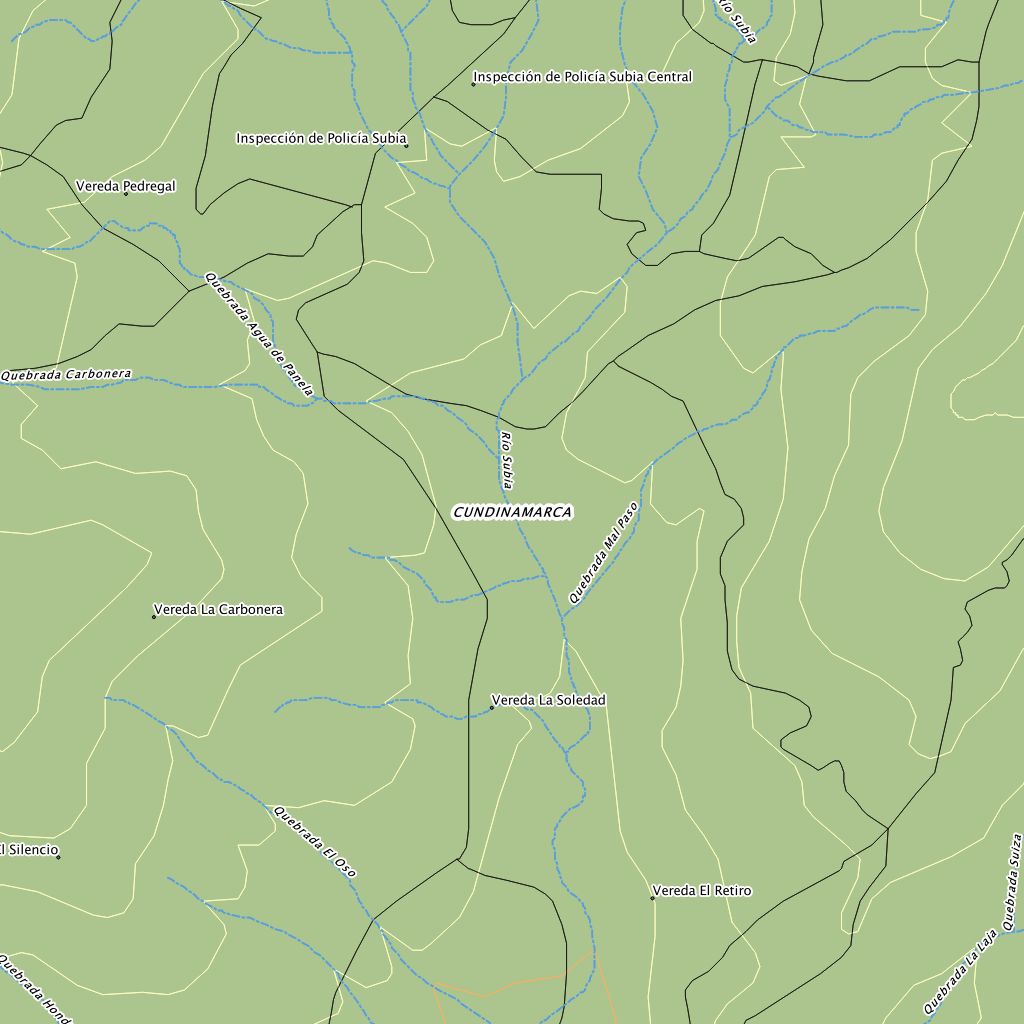 Río Subia
Inspección de Policía Subia Central
Inspección de Policía Subia
Vereda Pedregal
Quebrada Agua de Panela
Quebrada Carbonera
Río Subia
CUNDINAMARCA
Quebrada Mal Paso
Vereda La Carbonera
Vereda La Soledad
Quebrada El Oso
l Silencio
Vereda El Retiro
Quebrada Suiza
Quebrada La Laja
Quebrada Hond